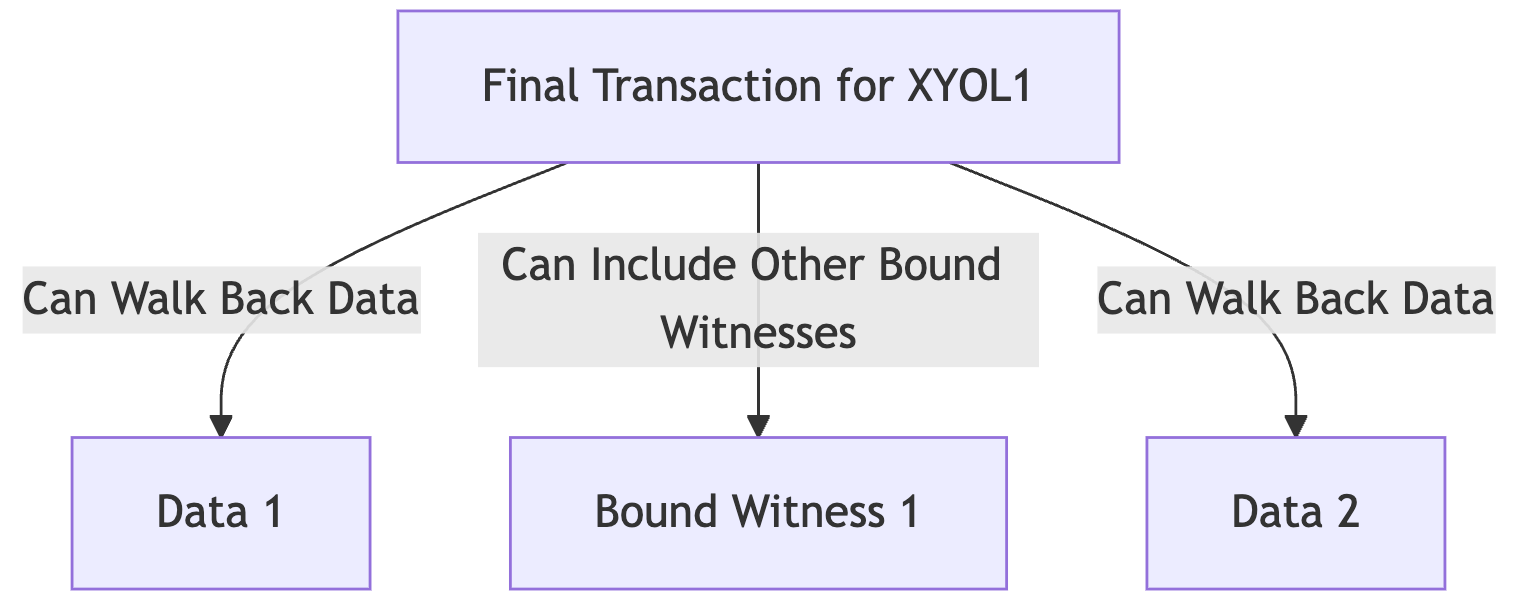 Final Transaction for XYOL1
Can Include Other Bound
Witnesses
Can Walk Back Data
Can Walk Back Data
Data 1
Bound Witness 1
Data 2